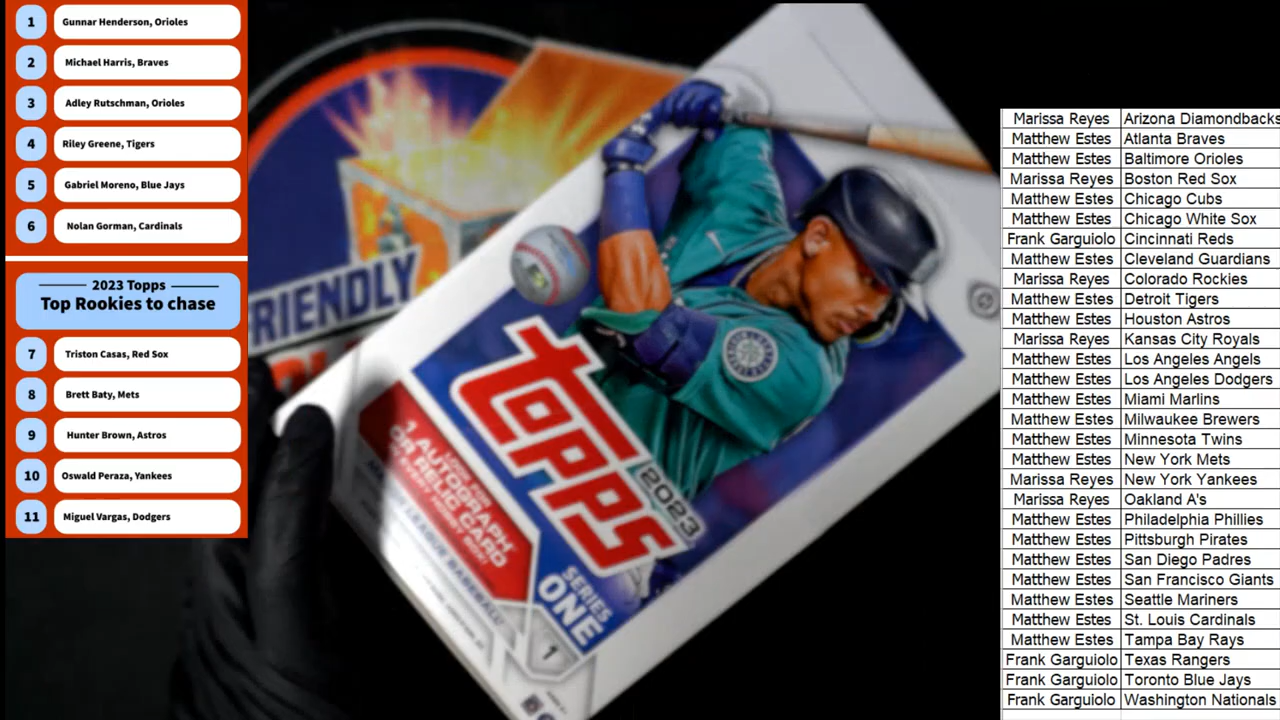 1 Gunnar Henderson, Orioles
2 Michael Harris, Braves
3 Adley Rutschman, Orioles
4 Riley Greene, Tigers
5 Gabriel Moreno, Blue Jays
6 Nolan Gorman, Cardinals
2023 Topps
Top Rookies to chase
7 Triston Casas, Red Sox
8 Brett Baty, Mets
9 Hunter Brown, Astros
10 Oswald Peraza, Yankees
11 Miguel Vargas, Dodgers
FRIENDLY
topps
2023
SERIES
ONE
1
1 AUTOGRAPH
OR RELIC CARD
Marissa Reyes Arizona Diamondbacks
Matthew Estes Atlanta Braves
Matthew Estes Baltimore Orioles
Marissa Reyes Boston Red Sox
Matthew Estes Chicago Cubs
Matthew Estes Chicago White Sox
Frank Garguiolo Cincinnati Reds
Matthew Estes Cleveland Guardians
Marissa Reyes Colorado Rockies
Matthew Estes Detroit Tigers
Matthew Estes Houston Astros
Marissa Reyes Kansas City Royals
Matthew Estes Los Angeles Angels
Matthew Estes Los Angeles Dodgers
Matthew Estes Miami Marlins
Matthew Estes Milwaukee Brewers
Matthew Estes Minnesota Twins
Matthew Estes New York Mets
Marissa Reyes New York Yankees
Marissa Reyes Oakland A's
Matthew Estes Philadelphia Phillies
Matthew Estes Pittsburgh Pirates
Matthew Estes San Diego Padres
Matthew Estes San Francisco Giants
Matthew Estes Seattle Mariners
Matthew Estes St. Louis Cardinals
Matthew Estes Tampa Bay Rays
Frank Garguiolo Texas Rangers
Frank Garguiolo Toronto Blue Jays
Frank Garguiolo Washington Nationals